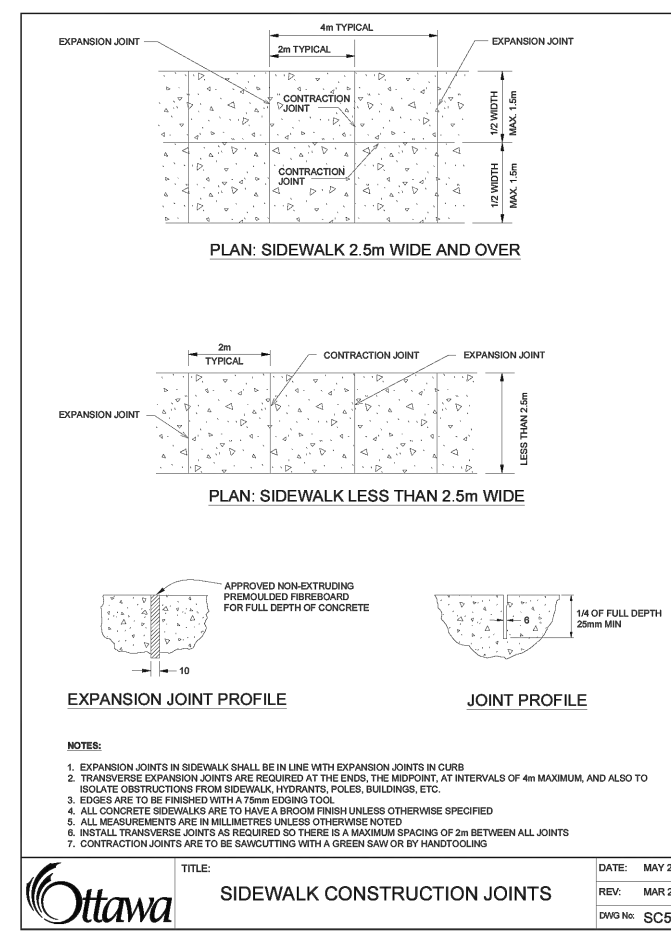 4m TYPICAL
EXPANSION JOINT
EXPANSION JOINT
2m TYPICAL
CONTRACTION
JOINT
1/2 WIDTH
MAX. 1.5m
CONTRACTION
JOINT
1/2 WIDTH
MAX. 1.5m
PLAN: SIDEWALK 2.5m WIDE AND OVER
2m
TYPICAL
CONTRACTION JOINT
EXPANSION JOINT
EXPANSION JOINT
LESS THAN 2.5m
PLAN: SIDEWALK LESS THAN 2.5m WIDE
APPROVED NON-EXTRUDING
PREMOULDED FIBREBOARD
FOR FULL DEPTH OF CONCRETE
10
EXPANSION JOINT PROFILE
6
1/4 OF FULL DEPTH
25mm MIN
JOINT PROFILE
NOTES:
1. EXPANSION JOINTS IN SIDEWALK SHALL BE IN LINE WITH EXPANSION JOINTS IN CURB
2. TRANSVERSE EXPANSION JOINTS ARE REQUIRED AT THE ENDS, THE MIDPOINT, AT INTERVALS OF 4m MAXIMUM, AND ALSO TO
ISOLATE OBSTRUCTIONS FROM SIDEWALK, HYDRANTS, POLES, BUILDINGS, ETC.
3. EDGES ARE TO BE FINISHED WITH A 75mm EDGING TOOL
4. ALL CONCRETE SIDEWALKS ARE TO HAVE A BROOM FINISH UNLESS OTHERWISE SPECIFIED
5. ALL MEASUREMENTS ARE IN MILLIMETRES UNLESS OTHERWISE NOTED
6. INSTALL TRANSVERSE JOINTS AS REQUIRED SO THERE IS A MAXIMUM SPACING OF 2m BETWEEN ALL JOINTS
7. CONTRACTION JOINTS ARE TO BE SAWCUTTING WITH A GREEN SAW OR BY HANDTOOLING
Ottawa
TITLE:
SIDEWALK CONSTRUCTION JOINTS
DATE: MAY 2
REV: MAR 2
DWG No: SC5